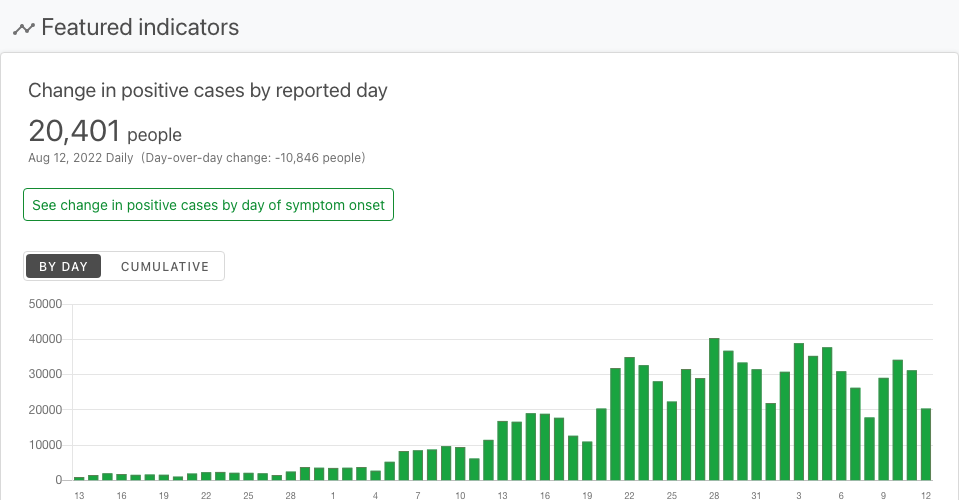 Featured indicators
Change in positive cases by reported day
20,401 people
Aug 12, 2022 Daily (Day-over-day change: -10,846 people)
See change in positive cases by day of symptom onset
BY DAY CUMULATIVE
50000
40000
30000
20000
10000
0
13 16 19 22 25 28 1 4 7 10 13 16 19 22 25 28 31 3 6 9 12